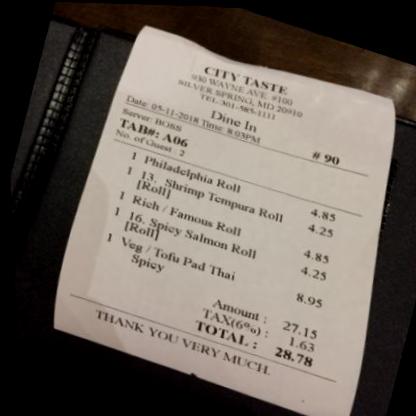 CITY TASTE
930 WAYNE AVE. #100
SILVER SPRING, MD 20910
TEL:301-585-1111
Dine In
Date: 05-11-2018 Time: 8:03PM
Server: BOSS
TAB#: A06 # 90
No. of Guest : 2
1 Philadelphia Roll 4.85
1 13. Shrimp Tempura Roll 4.25
[Roll]
1 Rich / Famous Roll 4.85
1 16. Spicy Salmon Roll 4.25
[Roll]
1 Veg / Tofu Pad Thai 8.95
Spicy
Amount : 27.15
TAX(6%) : 1.63
TOTAL : 28.78
THANK YOU VERY MUCH.